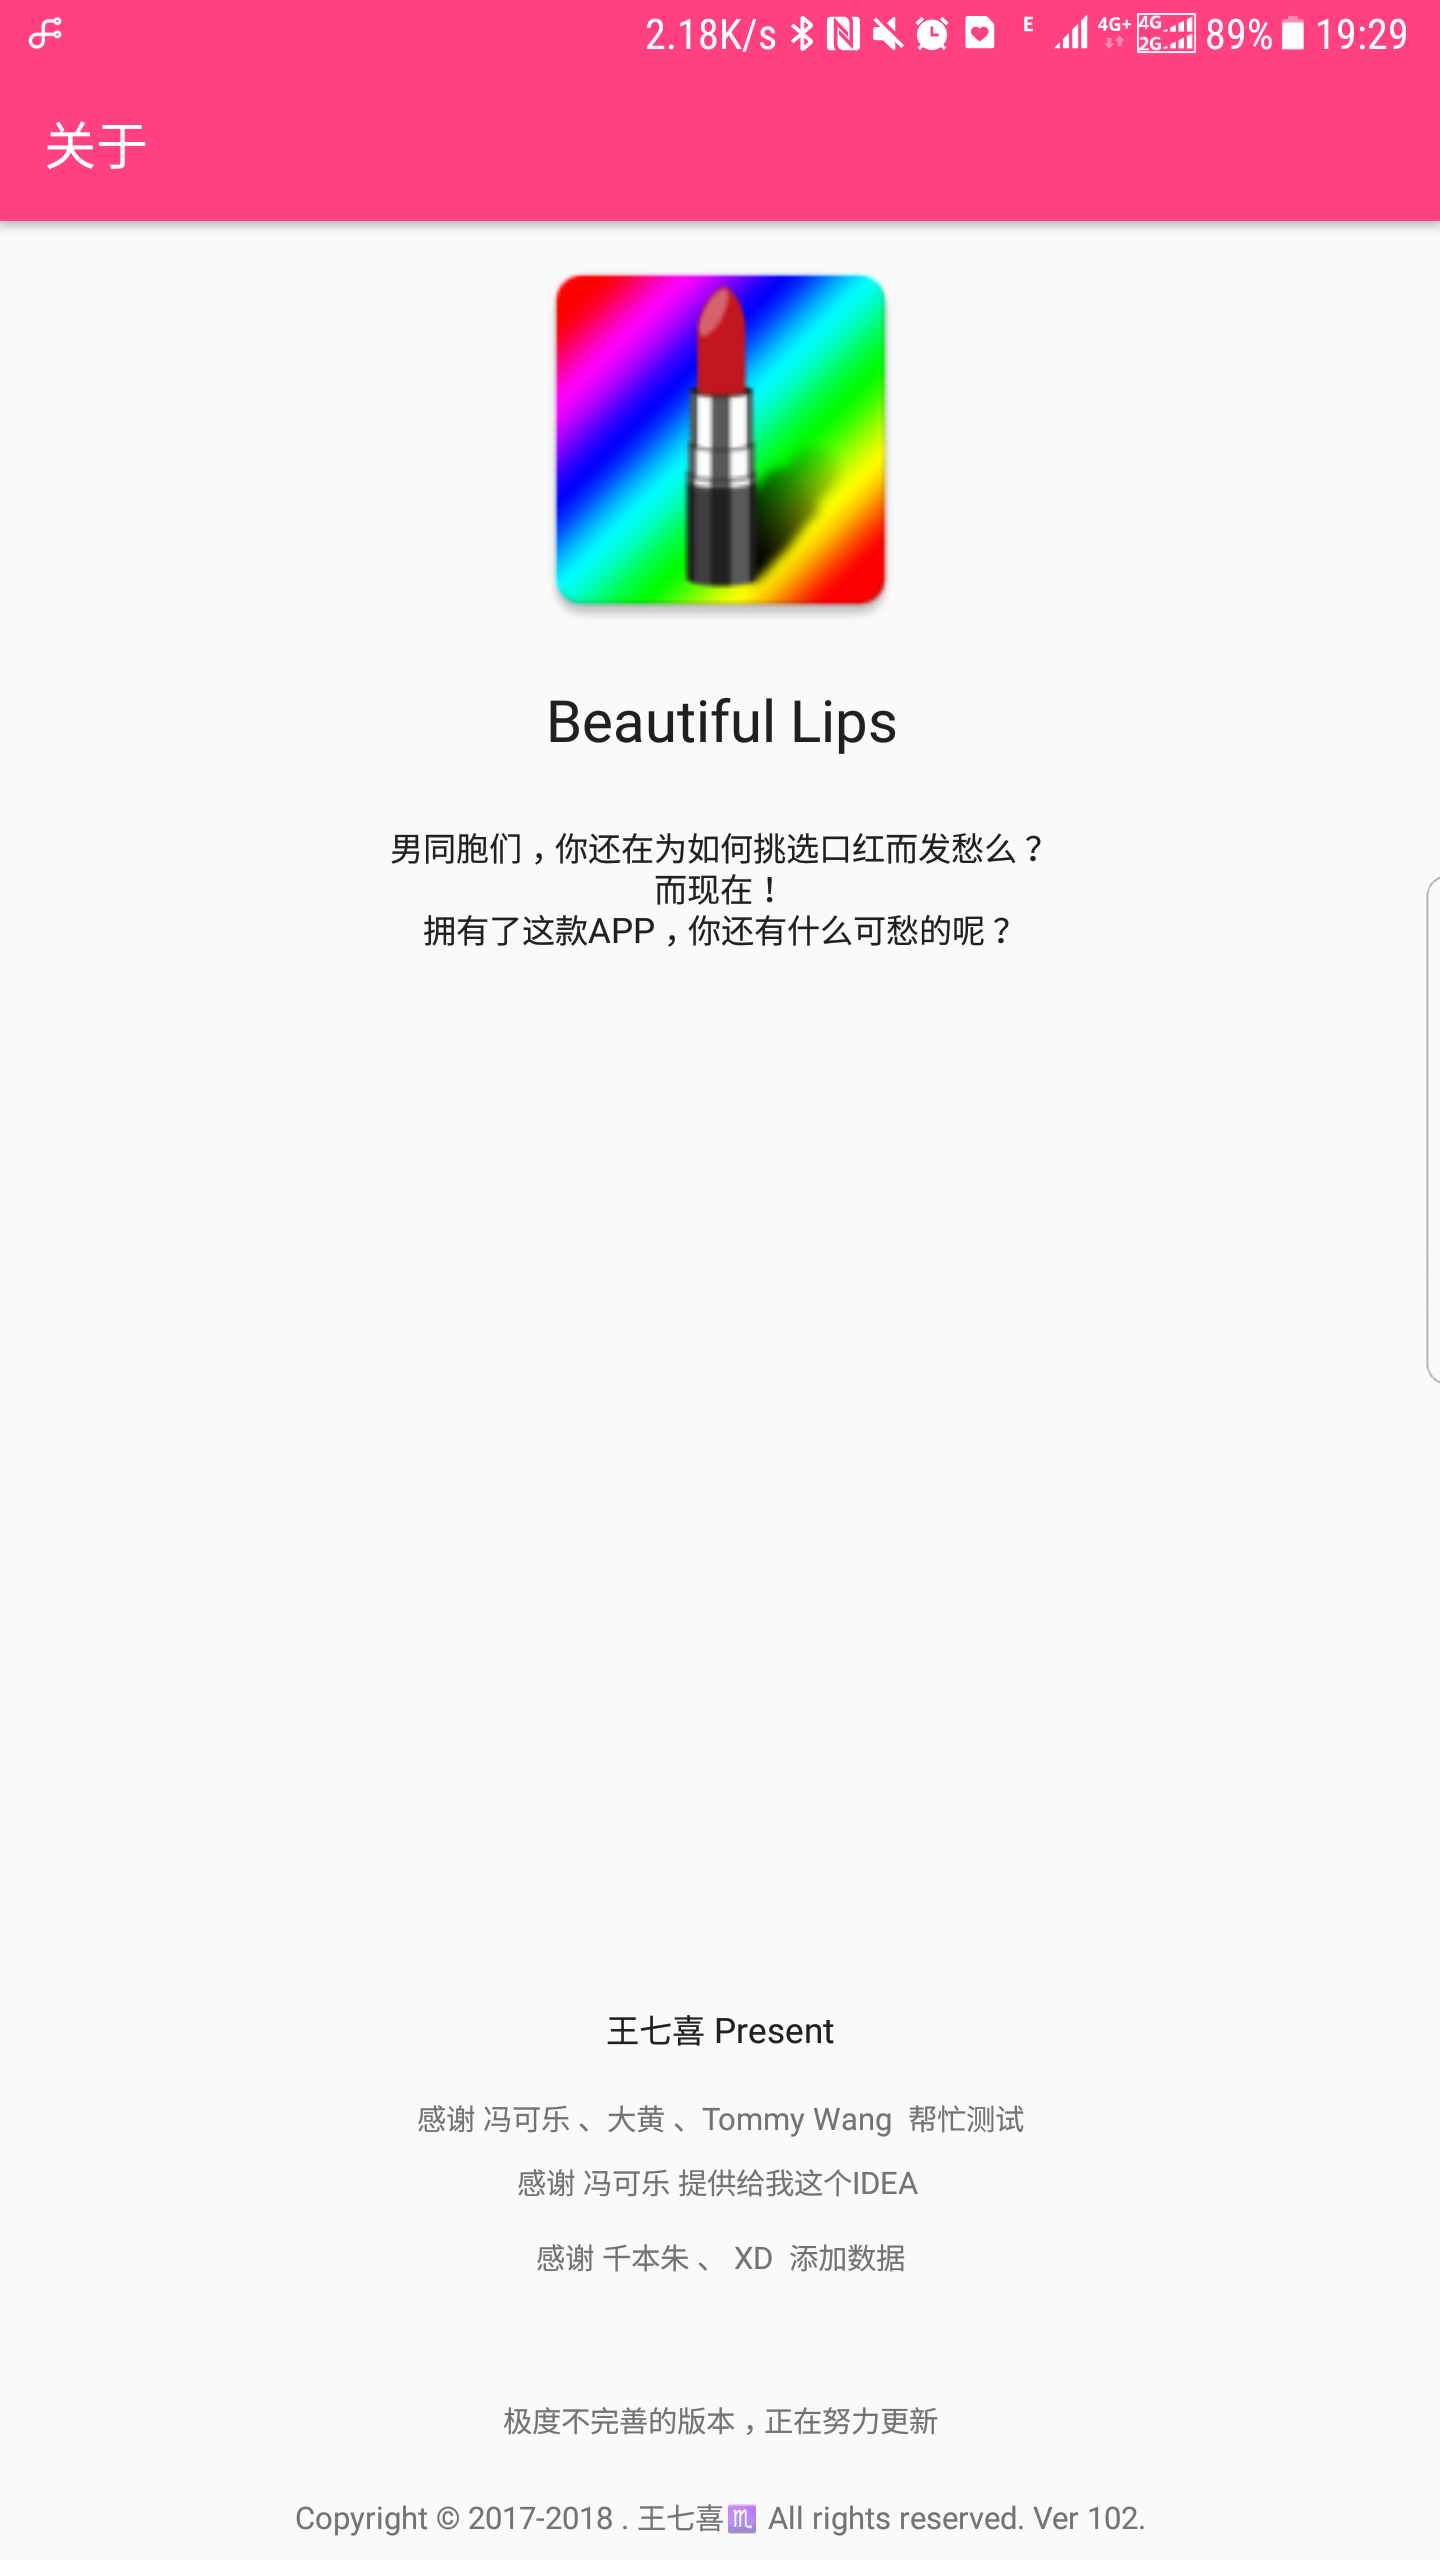 2.18K/s E 4G+ 4G 2G 89% 19:29
关于
Beautiful Lips
男同胞们，你还在为如何挑选口红而发愁么？
而现在！
拥有了这款APP，你还有什么可愁的呢？
王七喜 Present
感谢 冯可乐 、大黄 、Tommy Wang 帮忙测试
感谢 冯可乐 提供给我这个IDEA
感谢 千本朱 、 XD 添加数据
极度不完善的版本，正在努力更新
Copyright © 2017-2018 . 王七喜♏ All rights reserved. Ver 102.